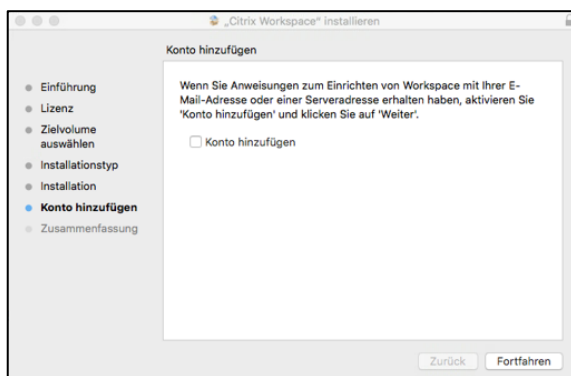 „Citrix Workspace“ installieren
Konto hinzufügen
Einführung
Lizenz
Zielvolume
auswählen
Installationstyp
Installation
Konto hinzufügen
Zusammenfassung
Wenn Sie Anweisungen zum Einrichten von Workspace mit Ihrer E-
Mail-Adresse oder einer Serveradresse erhalten haben, aktivieren Sie
'Konto hinzufügen' und klicken Sie auf 'Weiter'.
Konto hinzufügen
Zurück
Fortfahren